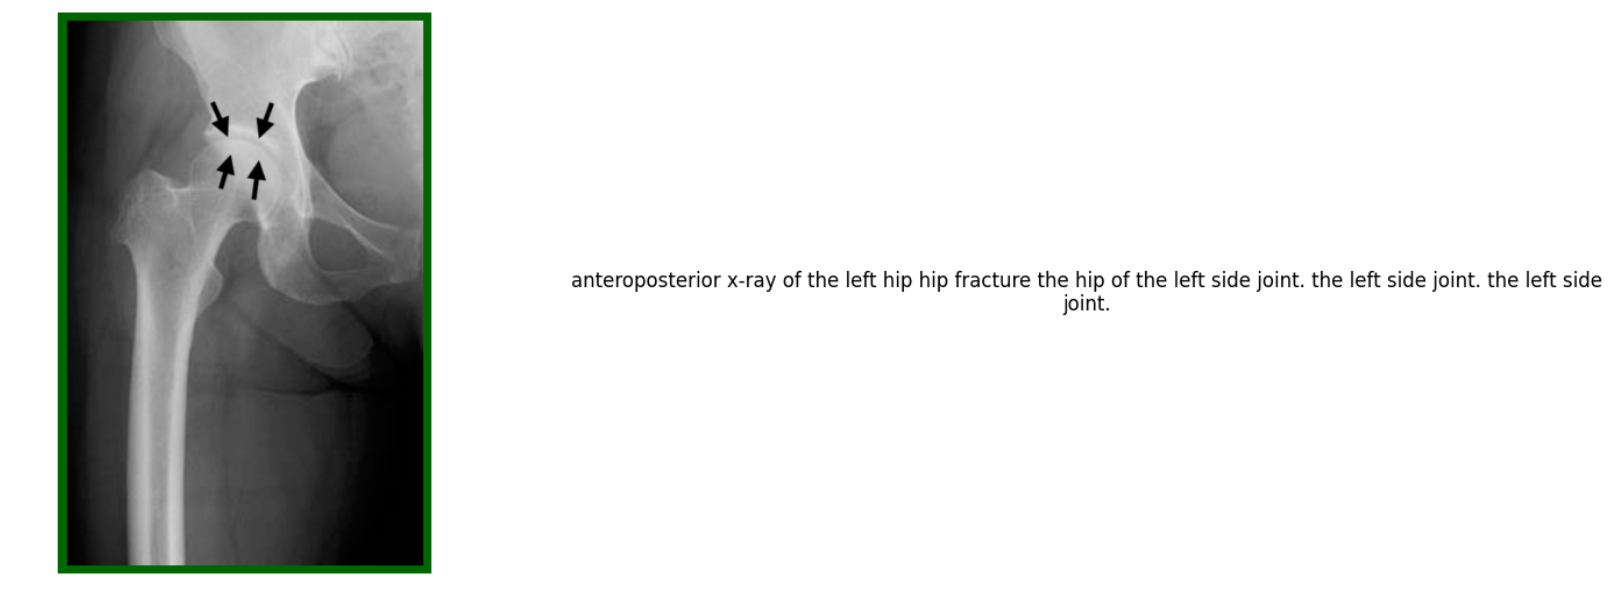 anteroposterior x-ray of the left hip hip fracture the hip of the left side joint. the left side joint. the left side
joint.